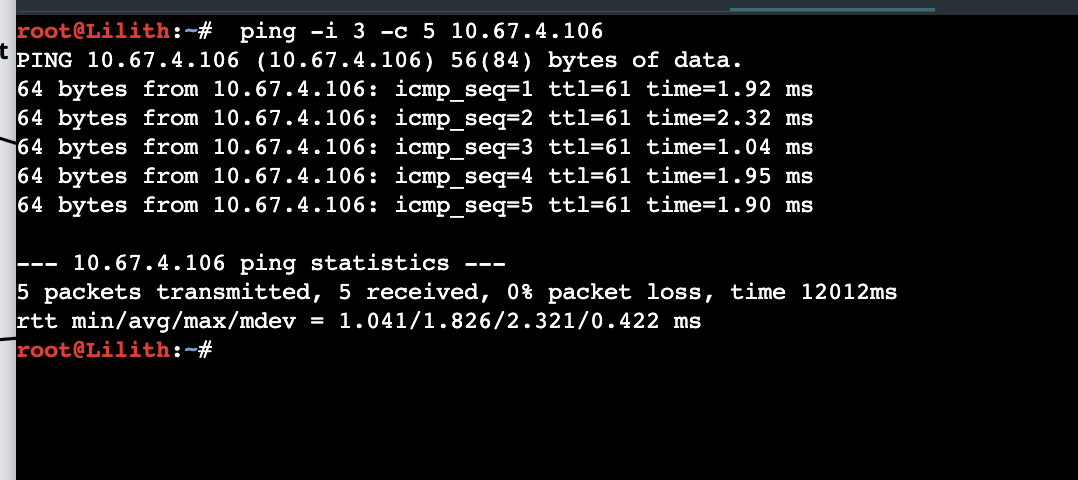 root@Lilith:~#  ping -i 3 -c 5 10.67.4.106
t
PING 10.67.4.106 (10.67.4.106) 56(84) bytes of data.
64 bytes from 10.67.4.106: icmp_seq=1 ttl=61 time=1.92 ms
64 bytes from 10.67.4.106: icmp_seq=2 ttl=61 time=2.32 ms
64 bytes from 10.67.4.106: icmp_seq=3 ttl=61 time=1.04 ms
64 bytes from 10.67.4.106: icmp_seq=4 ttl=61 time=1.95 ms
64 bytes from 10.67.4.106: icmp_seq=5 ttl=61 time=1.90 ms
--- 10.67.4.106 ping statistics ---
5 packets transmitted, 5 received, 0% packet loss, time 12012ms
rtt min/avg/max/mdev = 1.041/1.826/2.321/0.422 ms
root@Lilith:~#